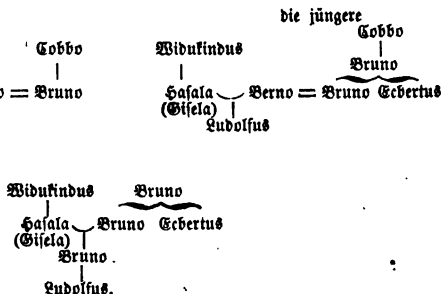 die jüngere
Cobbo Widukindus Cobbo
Bruno
= Bruno Hasala Berno = Bruno Ecbertus
(Gisela)
Ludolfus
Widukindus Bruno
Hasala Bruno Ecbertus
(Gisela)
Bruno.
Ludolfus.